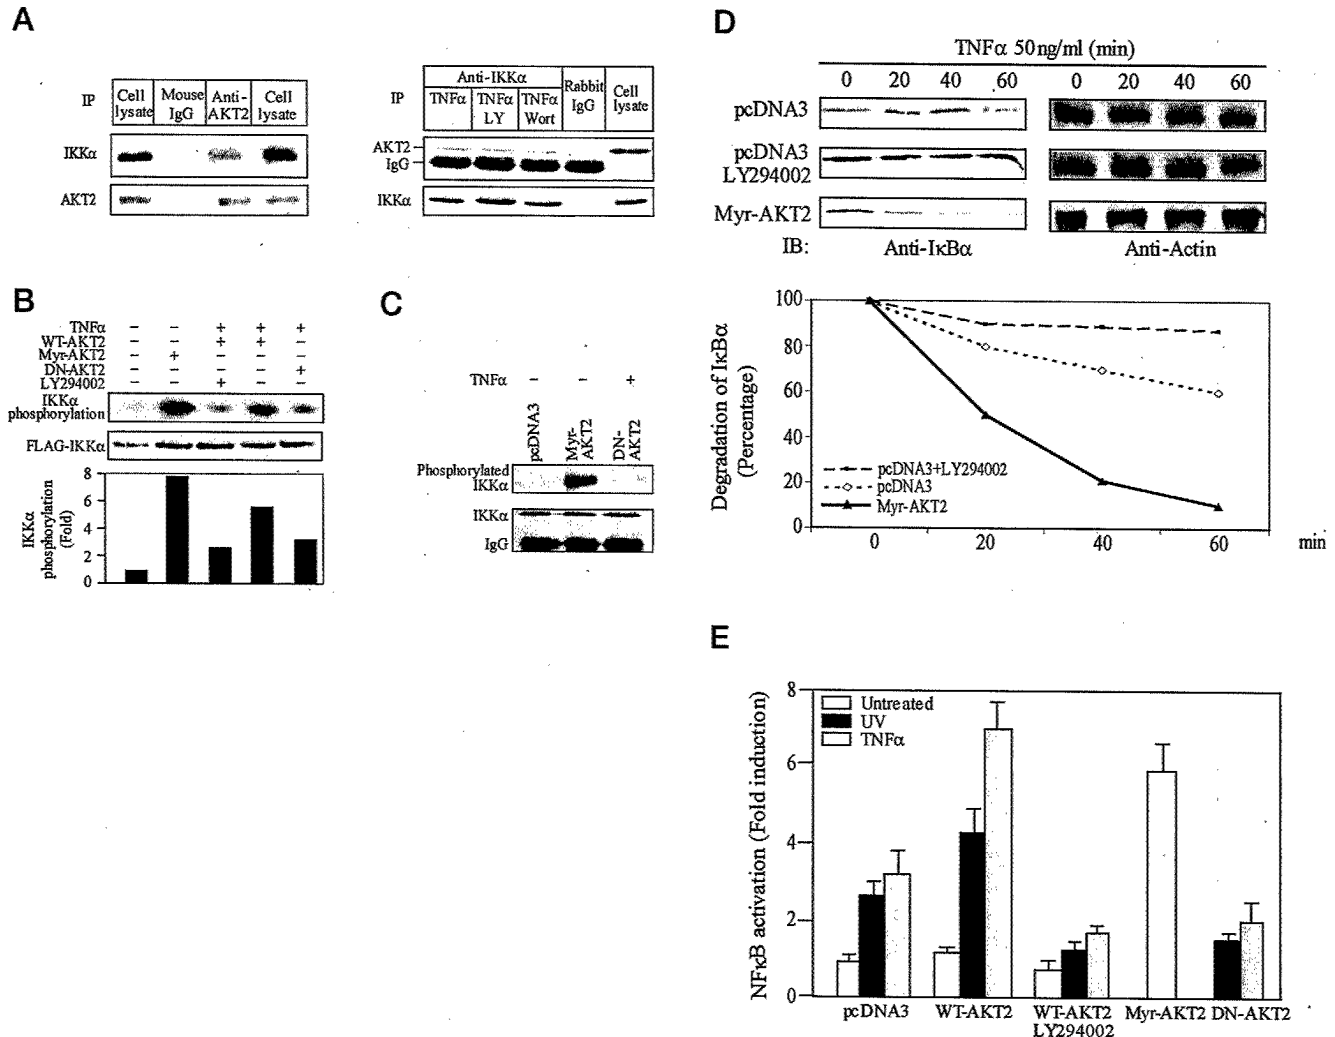 A
IP
Cell lysate
Mouse IgG
Anti-AKT2
Cell lysate
IKKα
AKT2
IP
Anti-IKKα
TNFα
TNFα LY
TNFα Wort
Rabbit IgG
Cell lysate
AKT2
IgG
IKKα
B
TNFα - - + + +
WT-AKT2 - - + + -
Myr-AKT2 - + - - -
DN-AKT2 - - - - +
LY294002 - - + - -
IKKα
phosphorylation
FLAG-IKKα
IKKα
phosphorylation
(Fold)
8
6
4
2
0
C
TNFα - - +
pcDNA3
Myr-AKT2
DN-AKT2
Phosphorylated
IKKα
IKKα
IgG
D
TNFα 50ng/ml (min)
0 20 40 60 0 20 40 60
pcDNA3
pcDNA3
LY294002
Myr-AKT2
IB: Anti-IκBα Anti-Actin
Degradation of IκBα
(Percentage)
100
80
60
40
20
0
pcDNA3+LY294002
pcDNA3
Myr-AKT2
0 20 40 60 min
E
NFκB activation (Fold induction)
8
6
4
2
0
Untreated
UV
TNFα
pcDNA3 WT-AKT2 WT-AKT2 Myr-AKT2 DN-AKT2
LY294002